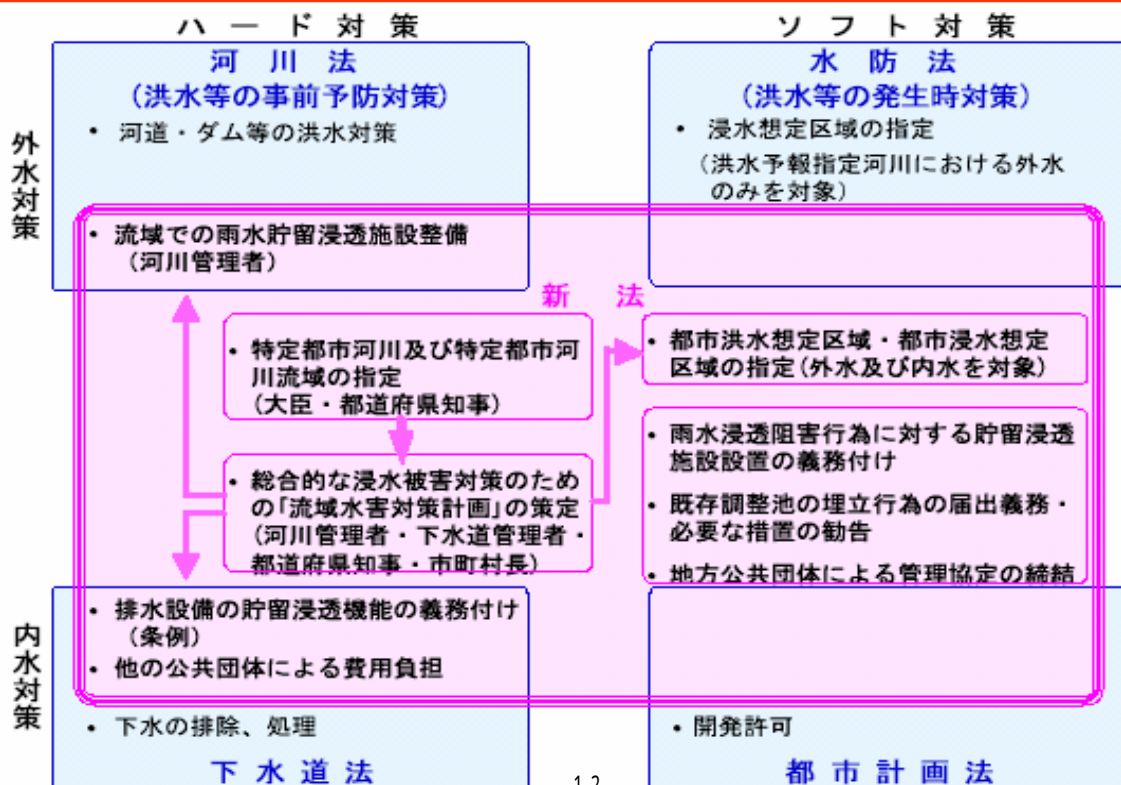 ハード対策
ソフト対策
外水対策
河川法
(洪水等の事前予防対策)
・ 河道・ダム等の洪水対策
水防法
(洪水等の発生時対策)
・ 浸水想定区域の指定
(洪水予報指定河川における外水
のみを対象)
・ 流域での雨水貯留浸透施設整備
(河川管理者)
新法
・ 特定都市河川及び特定都市河
川流域の指定
(大臣・都道府県知事)
・ 総合的な浸水被害対策のため
の「流域水害対策計画」の策定
(河川管理者・下水道管理者・
都道府県知事・市町村長)
・ 都市洪水想定区域・都市浸水想定
区域の指定(外水及び内水を対象)
・ 雨水浸透阻害行為に対する貯留浸透
施設設置の義務付け
・ 既存調整池の埋立行為の届出義務・
必要な措置の勧告
・ 地方公共団体による管理協定の締結
内水対策
・ 排水設備の貯留浸透機能の義務付け
(条例)
・ 他の公共団体による費用負担
・ 下水の排除、処理
下水道法
・ 開発許可
都市計画法
12